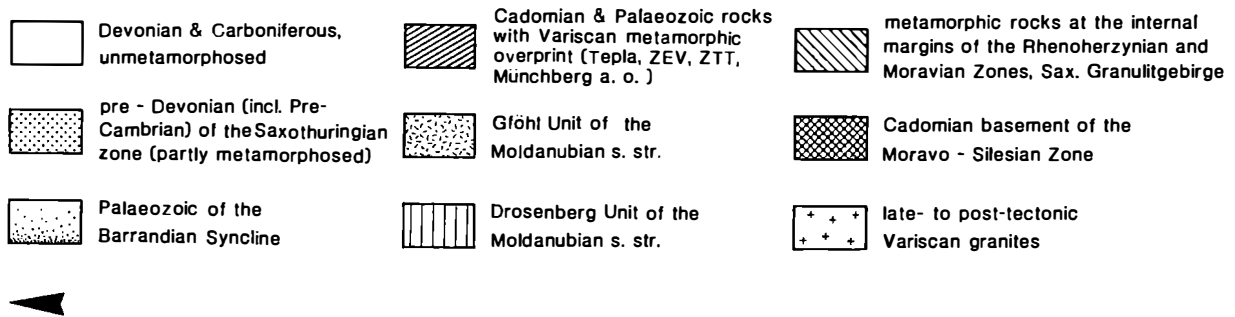 Devonian & Carboniferous,
unmetamorphosed
Cadomian & Palaeozoic rocks
with Variscan metamorphic
overprint (Tepla, ZEV, ZTT,
Münchberg a. o. )
metamorphic rocks at the internal
margins of the Rhenoherzynian and
Moravian Zones, Sax. Granulitgebirge
pre - Devonian (incl. Pre-
Cambrian) of the Saxothuringian
zone (partly metamorphosed)
Gföhl Unit of the
Moldanubian s. str.
Cadomian basement of the
Moravo - Silesian Zone
Palaeozoic of the
Barrandian Syncline
Drosenberg Unit of the
Moldanubian s. str.
late- to post-tectonic
Variscan granites